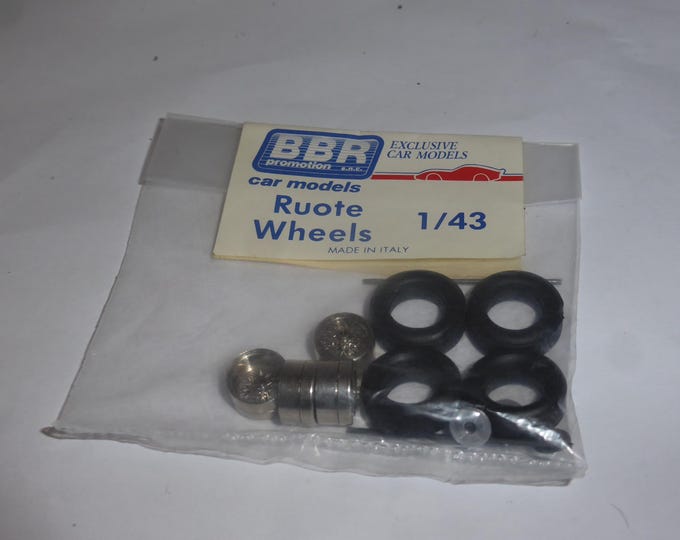 BBR
promotion s.n.c.
car models
EXCLUSIVE
CAR MODELS
Ruote
Wheels
1/43
MADE IN ITALY